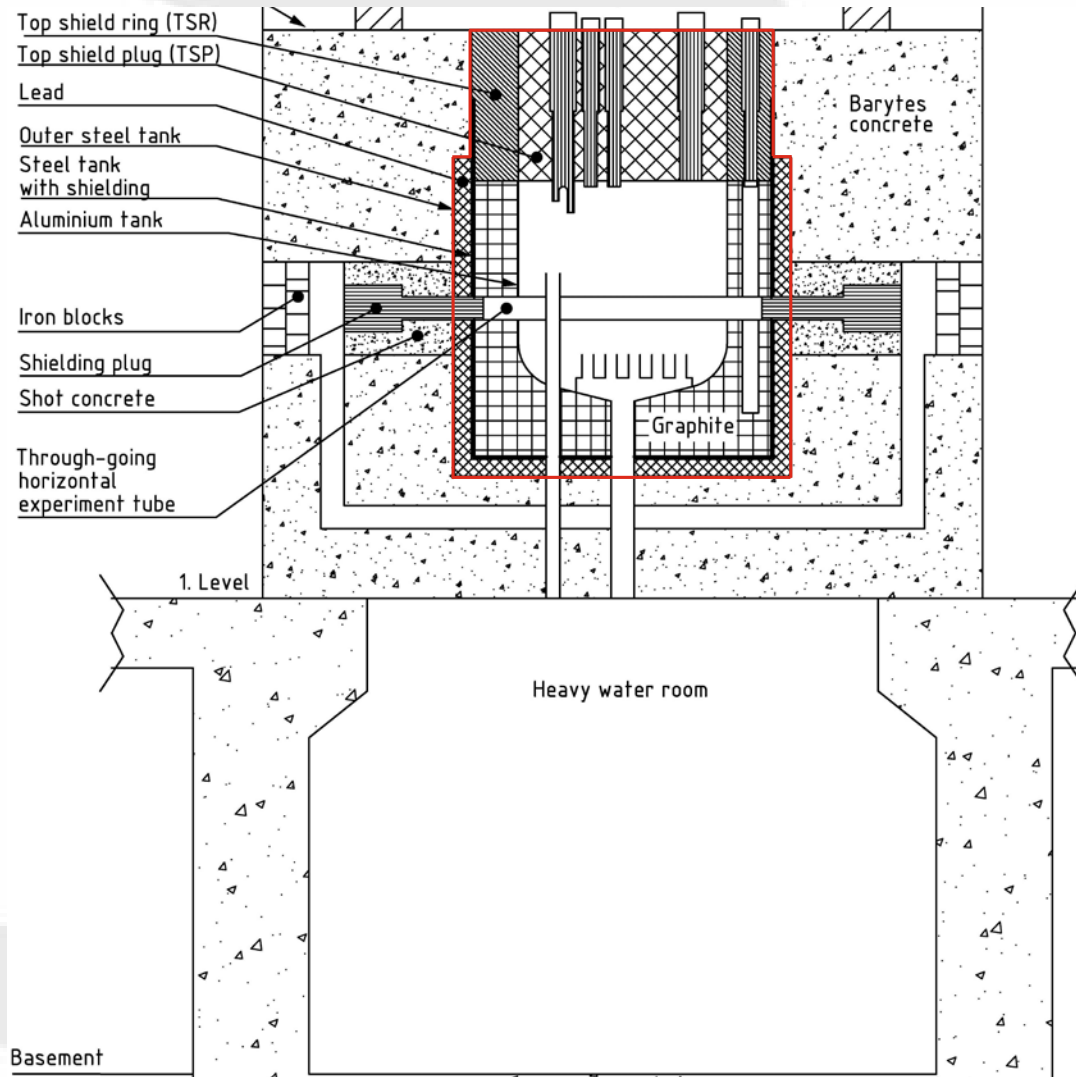 Top shield ring (TSR)
Top shield plug (TSP)
Lead
Outer steel tank
Steel tank
with shielding
Aluminium tank
Iron blocks
Shielding plug
Shot concrete
Through-going
horizontal
experiment tube
Barytes
concrete
Graphite
1. Level
Heavy water room
Basement